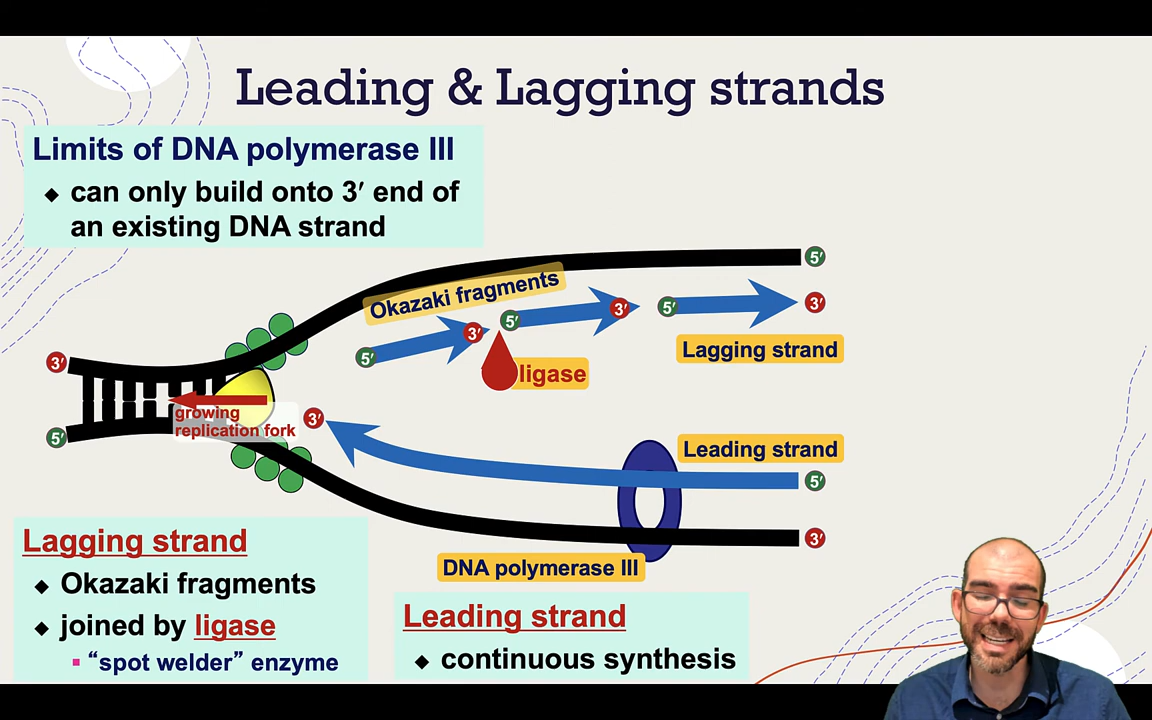 Leading & Lagging strands
Limits of DNA polymerase III
◆ can only build onto 3′ end of
an existing DNA strand
5′
Okazaki fragments
5′
3′
5′
3′
5′
3′
Lagging strand
ligase
3′
5′
growing
replication fork
3′
Leading strand
5′
3′
DNA polymerase III
Lagging strand
◆ Okazaki fragments
◆ joined by ligase
▪ “spot welder” enzyme
Leading strand
◆ continuous synthesis